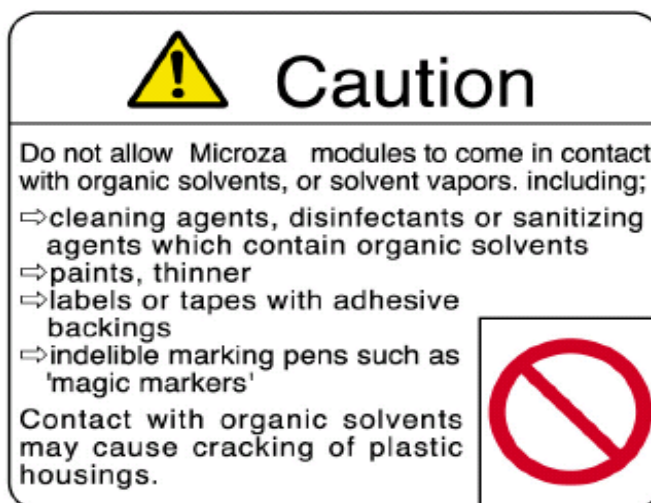 Caution
Do not allow Microza modules to come in contact
with organic solvents, or solvent vapors. including;
⇨cleaning agents, disinfectants or sanitizing
agents which contain organic solvents
⇨paints, thinner
⇨labels or tapes with adhesive
backings
⇨indelible marking pens such as
'magic markers'
Contact with organic solvents
may cause cracking of plastic
housings.